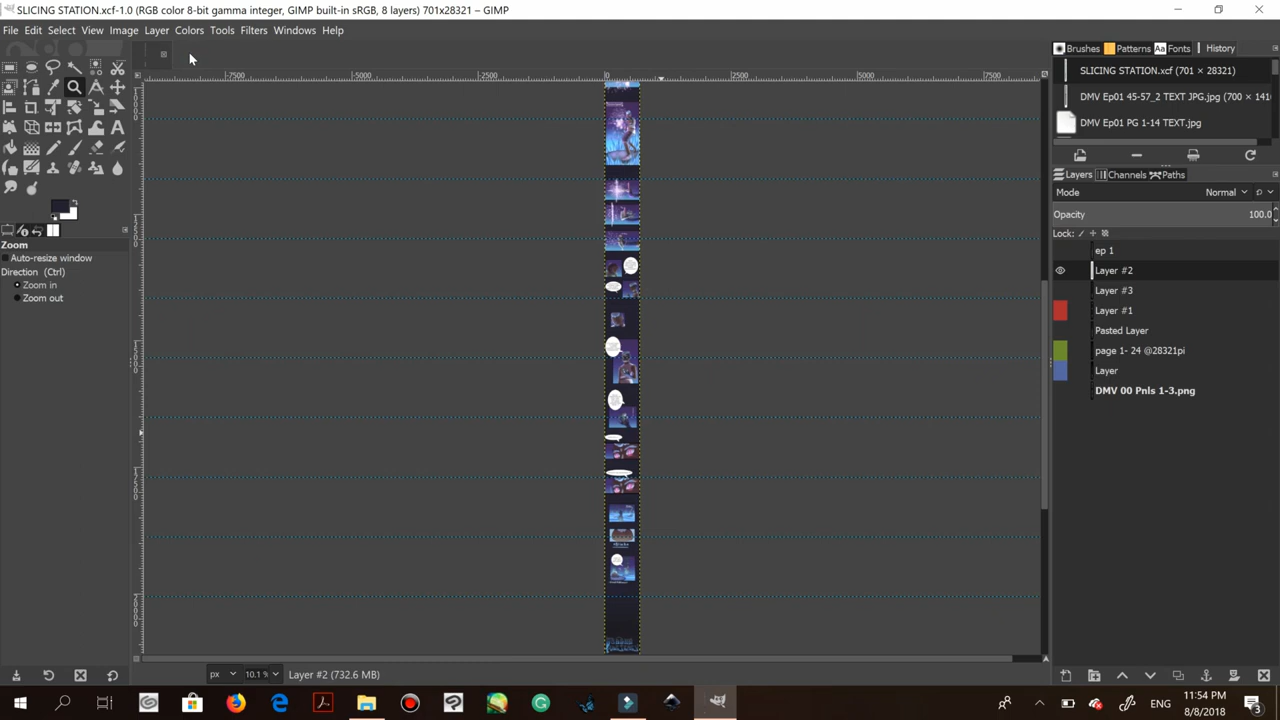 SLICING STATION.xcf-1.0 (RGB color 8-bit gamma integer, GIMP built-in sRGB, 8 layers) 701x28321 – GIMP
File Edit Select View Image Layer Colors Tools Filters Windows Help
Brushes Patterns Aa Fonts History
-7500 -5000 -2500 0 2500 5000 7500
SLICING STATION.xcf (701 × 28321)
DMV Ep01 45-57_2 TEXT JPG.jpg (700 × 141
DMV Ep01 PG 1-14 TEXT.jpg
Layers Channels Paths
Mode Normal
Opacity 100.0
Lock:
Zoom
Auto-resize window
Direction (Ctrl)
Zoom in
Zoom out
ep 1
Layer #2
Layer #3
Layer #1
Pasted Layer
page 1- 24 @28321pi
Layer
DMV 00 Pnls 1-3.png
px 10.1 % Layer #2 (732.6 MB)
ENG
11:54 PM
8/8/2018
3